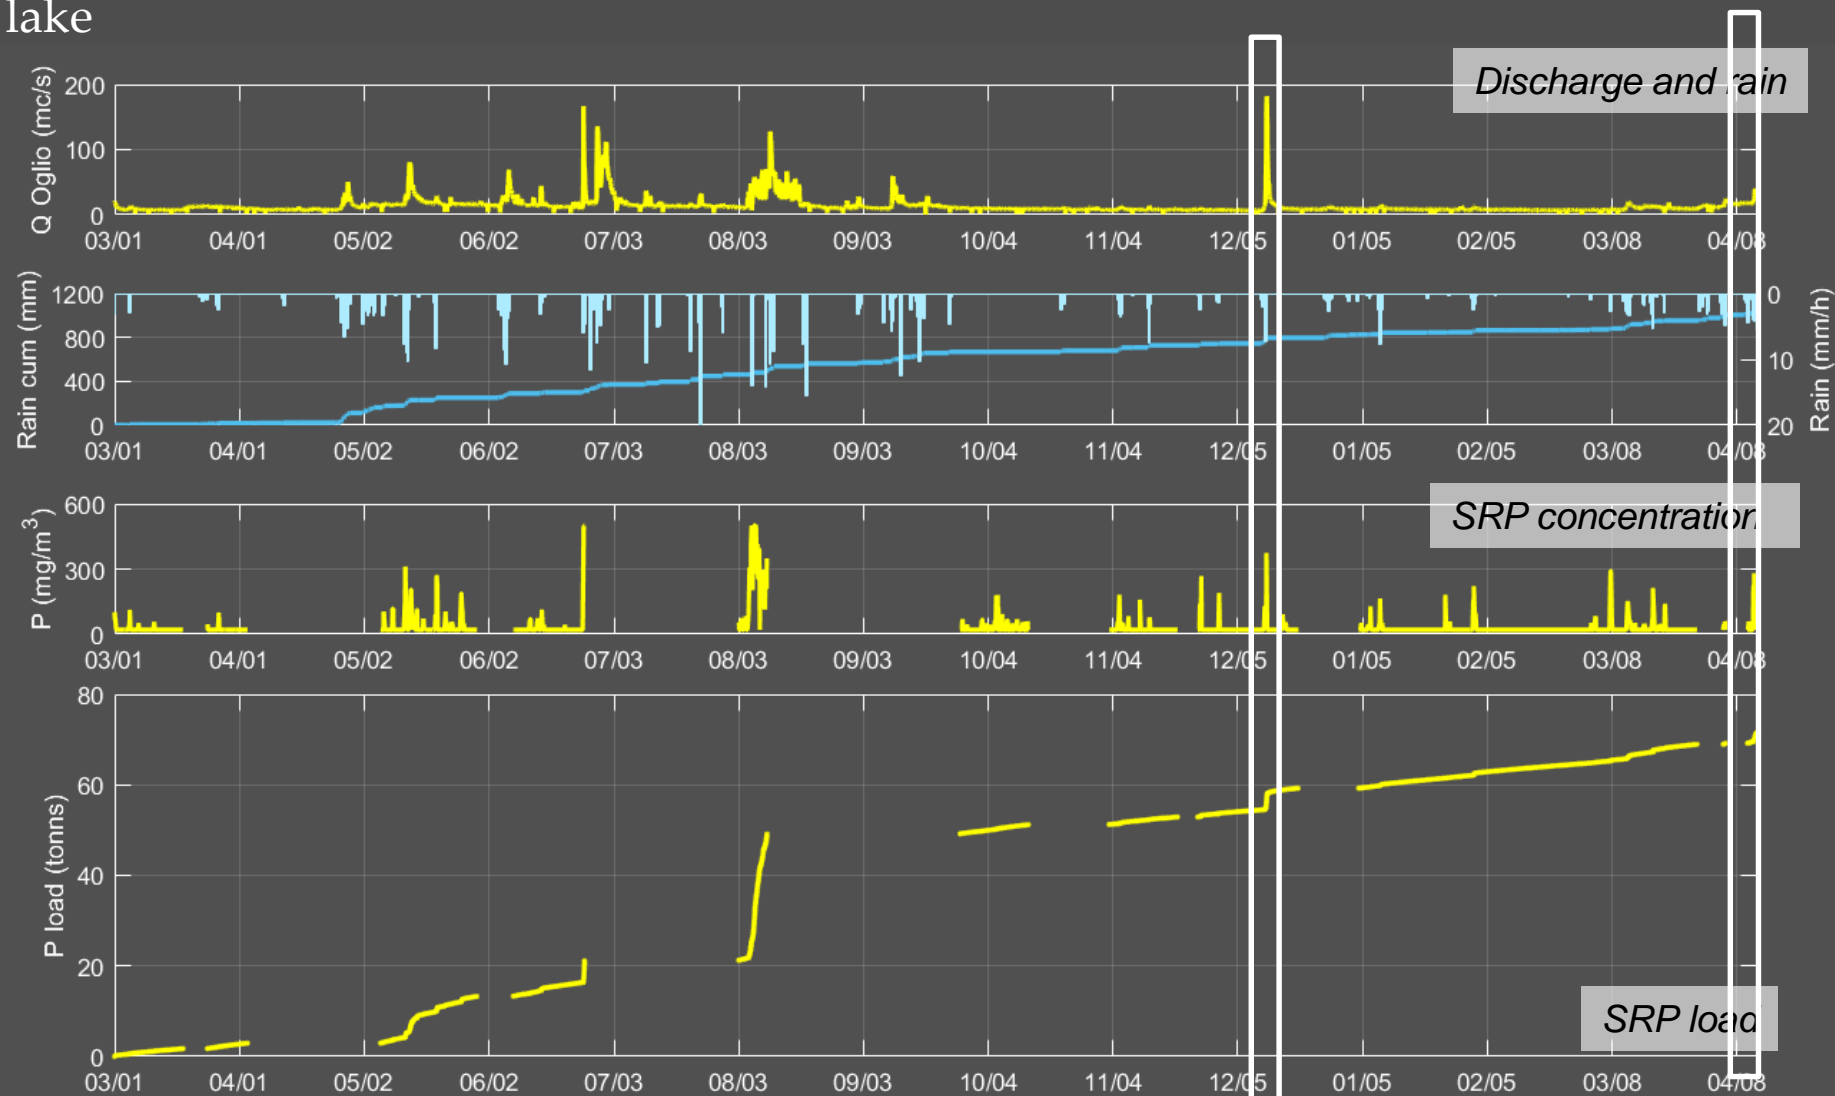 lake
Discharge and rain
Q Oglio (mc/s)
200
100
0
03/01 04/01 05/02 06/02 07/03 08/03 09/03 10/04 11/04 12/05 01/05 02/05 03/08 04/08
Rain cum (mm)
1200
800
400
0
0
10
20
Rain (mm/h)
03/01 04/01 05/02 06/02 07/03 08/03 09/03 10/04 11/04 12/05 01/05 02/05 03/08 04/08
SRP concentration
P (mg/m³)
600
300
0
03/01 04/01 05/02 06/02 07/03 08/03 09/03 10/04 11/04 12/05 01/05 02/05 03/08 04/08
P load (tonns)
80
60
40
20
0
SRP load
03/01 04/01 05/02 06/02 07/03 08/03 09/03 10/04 11/04 12/05 01/05 02/05 03/08 04/08